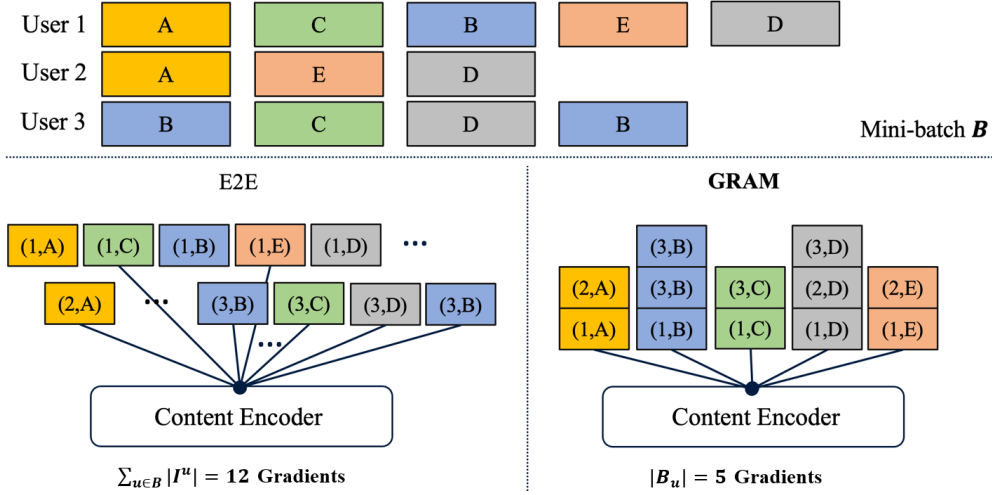 User 1 A C B E D
User 2 A E D
User 3 B C D B
Mini-batch B
E2E
(1,A) (1,C) (1,B) (1,E) (1,D) ...
(2,A) ... (3,B) (3,C) (3,D) (3,B)
...
Content Encoder
∑u∈B |I^u| = 12 Gradients
GRAM
(3,B) (3,D)
(2,A) (3,B) (3,C) (2,D) (2,E)
(1,A) (1,B) (1,C) (1,D) (1,E)
Content Encoder
|B_u| = 5 Gradients